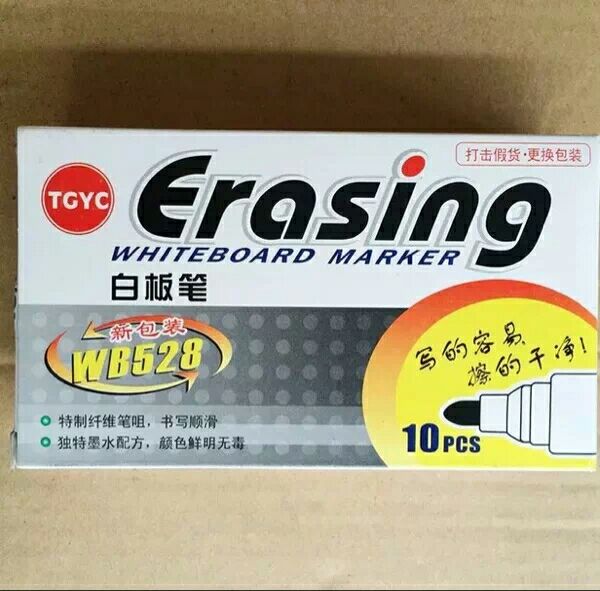 打击假货·更换包装
TGYC
Erasing
WHITEBOARD MARKER
白板笔
新包装
WB528
写的容易,
擦的干净!
特制纤维笔咀，书写顺滑
独特墨水配方，颜色鲜明无毒
10PCS